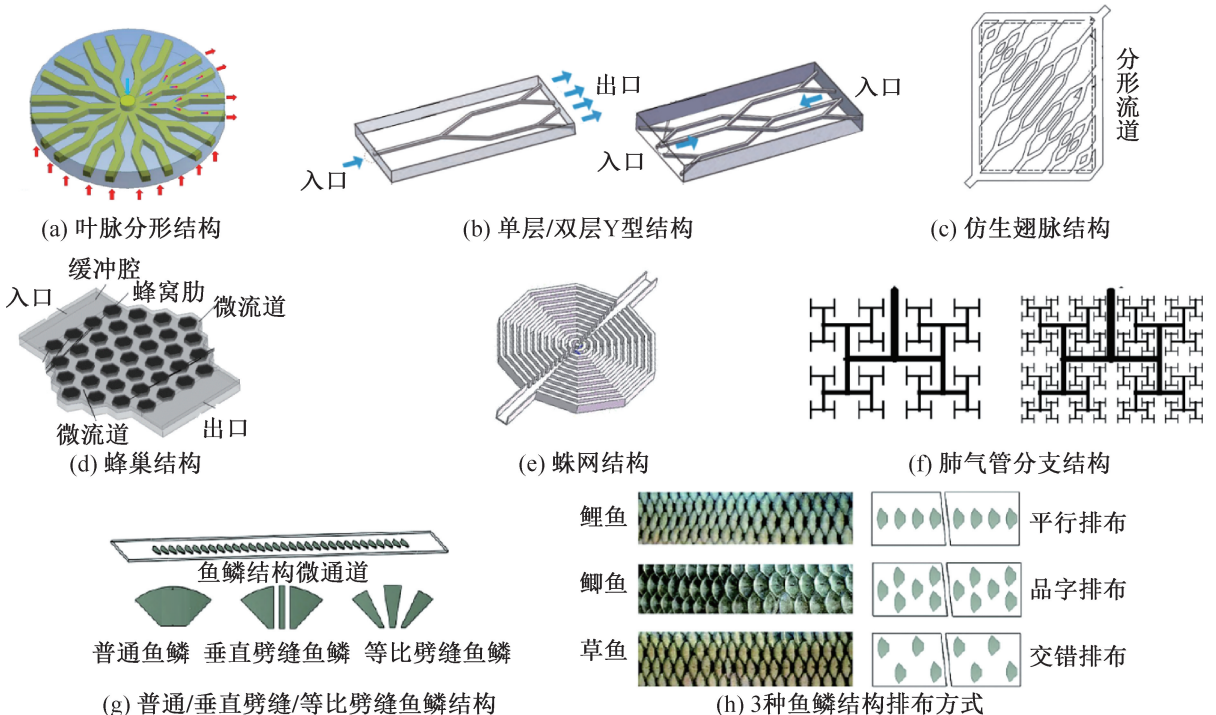 出口
入口
入口
入口
分形流道
(a) 叶脉分形结构
(b) 单层/双层Y型结构
(c) 仿生翅脉结构
缓冲腔
入口
蜂窝肋
微流道
微流道
出口
(d) 蜂巢结构
(e) 蛛网结构
(f) 肺气管分支结构
鱼鳞结构微通道
普通鱼鳞 垂直劈缝鱼鳞 等比劈缝鱼鳞
(g) 普通/垂直劈缝/等比劈缝鱼鳞结构
鲤鱼
平行排布
鲫鱼
品字排布
草鱼
交错排布
(h) 3种鱼鳞结构排布方式